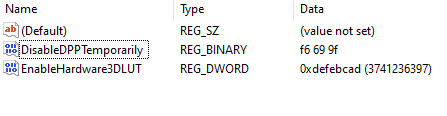 Name Type Data
(Default) REG_SZ (value not set)
DisableDPPTemporarily REG_BINARY f6 69 9f
EnableHardware3DLUT REG_DWORD 0xdefebcad (3741236397)